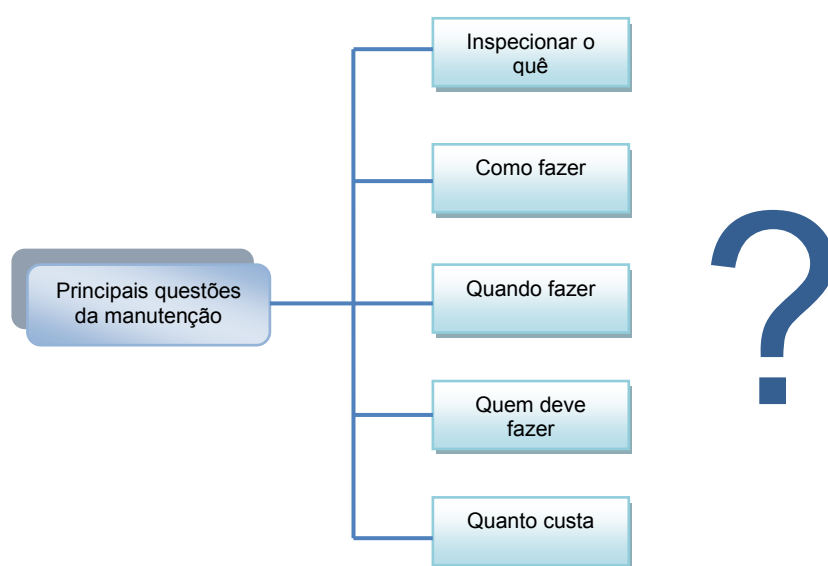 Inspecionar o
quê
Como fazer
Principais questões
da manutenção
Quando fazer
Quem deve
fazer
Quanto custa
?